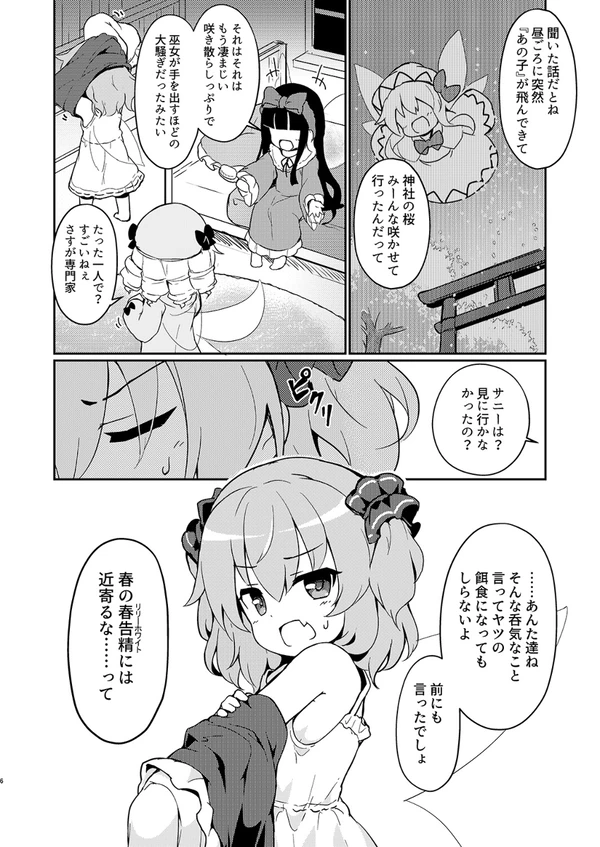 聞いた話だとね
昼ごろに突然
『あの子』が飛んできて
神社の桜
みーんな咲かせて
行ったんだって
それはそれは
もう凄まじい
咲き散らしっぷりで
巫女が手を出すほどの
大騒ぎだったみたい
たった一人で？
すごいねぇ
さすが専門家
サニーは？
見に行かな
かったの？
ピクリ
……あんた達ね
そんな呑気なこと
言ってヤツの
餌食になっても
しらないよ
前にも
言ったでしょ
春の春告精には
リリーホワイト
近寄るな……って
6